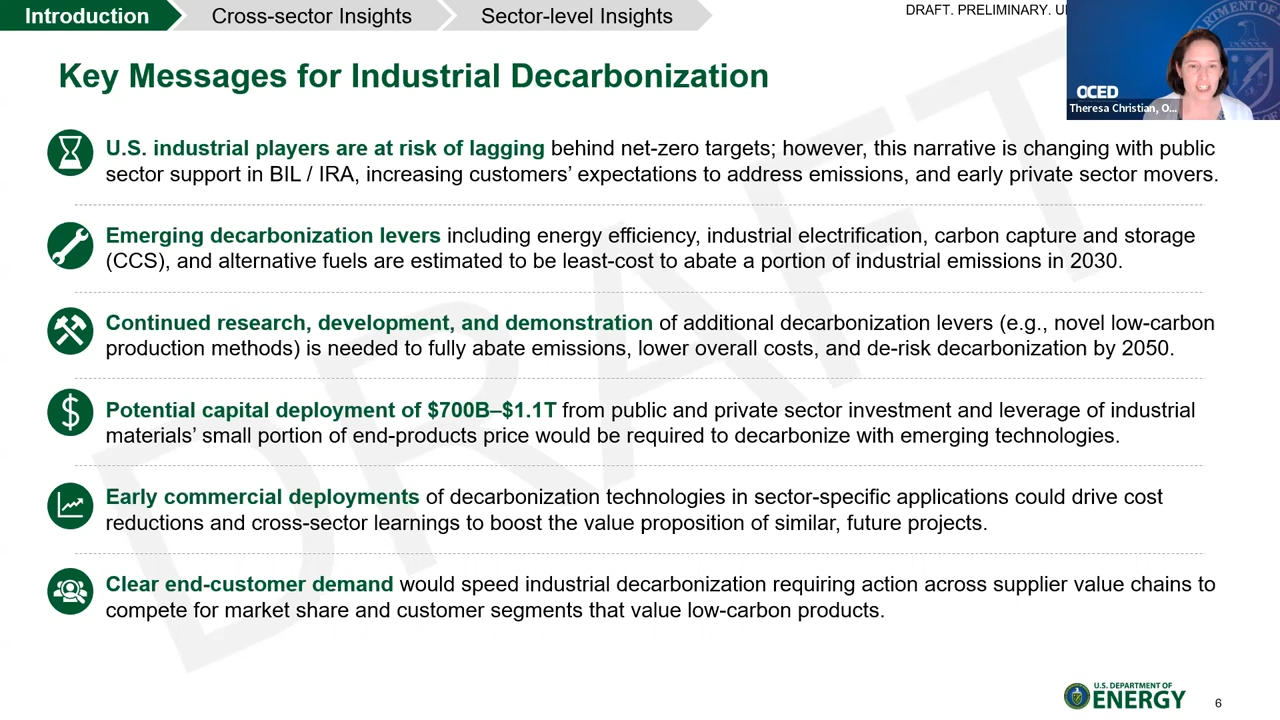 Introduction
Cross-sector Insights
Sector-level Insights
DRAFT. PRELIMINARY.
Key Messages for Industrial Decarbonization
OCED
Theresa Christian, O...
U.S. industrial players are at risk of lagging behind net-zero targets; however, this narrative is changing with public
sector support in BIL / IRA, increasing customers’ expectations to address emissions, and early private sector movers.
Emerging decarbonization levers including energy efficiency, industrial electrification, carbon capture and storage
(CCS), and alternative fuels are estimated to be least-cost to abate a portion of industrial emissions in 2030.
Continued research, development, and demonstration of additional decarbonization levers (e.g., novel low-carbon
production methods) is needed to fully abate emissions, lower overall costs, and de-risk decarbonization by 2050.
$
Potential capital deployment of $700B–$1.1T from public and private sector investment and leverage of industrial
materials’ small portion of end-products price would be required to decarbonize with emerging technologies.
Early commercial deployments of decarbonization technologies in sector-specific applications could drive cost
reductions and cross-sector learnings to boost the value proposition of similar, future projects.
Clear end-customer demand would speed industrial decarbonization requiring action across supplier value chains to
compete for market share and customer segments that value low-carbon products.
DRAFT
U.S. DEPARTMENT OF
ENERGY
6